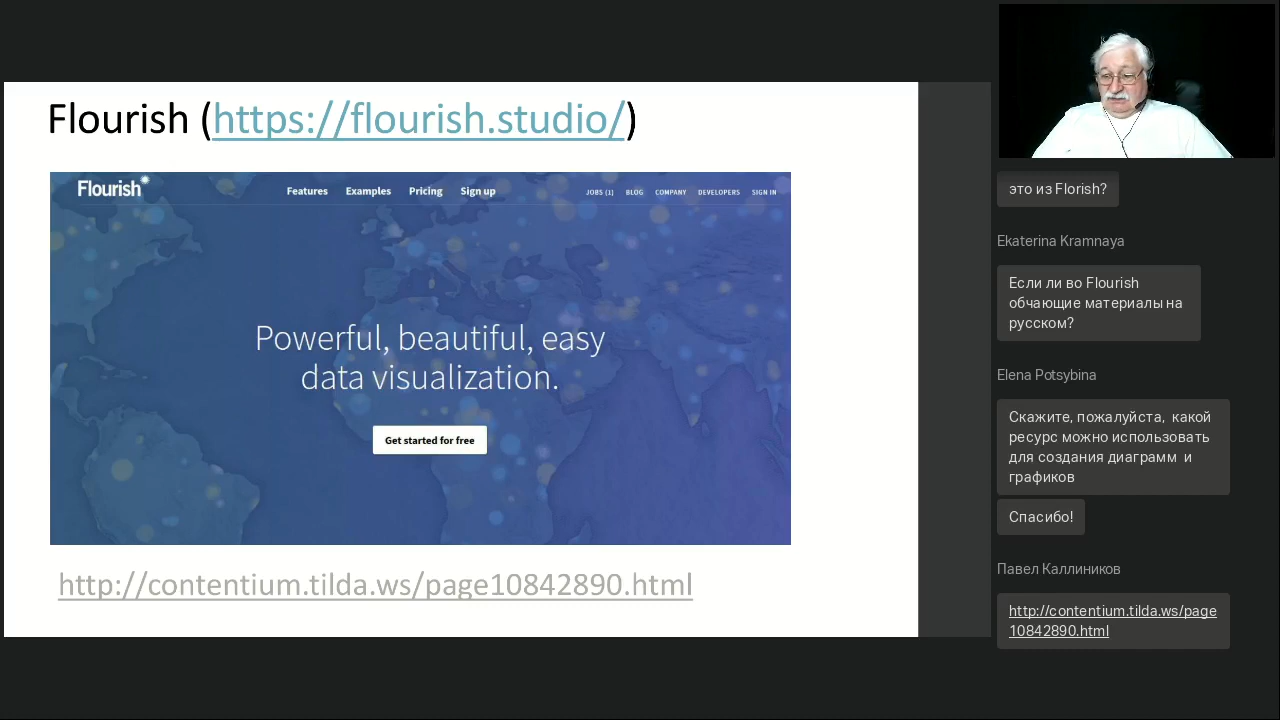 Flourish (https://flourish.studio/)
Flourish
Features Examples Pricing Sign up
JOBS (1) BLOG COMPANY DEVELOPERS SIGN IN
Powerful, beautiful, easy
data visualization.
Get started for free
http://contentium.tilda.ws/page10842890.html
это из Florish?
Ekaterina Kramnaya
Если ли во Flourish
обчающие материалы на
русском?
Elena Potsybina
Скажите, пожалуйста, какой
ресурс можно использовать
для создания диаграмм и
графиков
Спасибо!
Павел Каллиников
http://contentium.tilda.ws/page
10842890.html